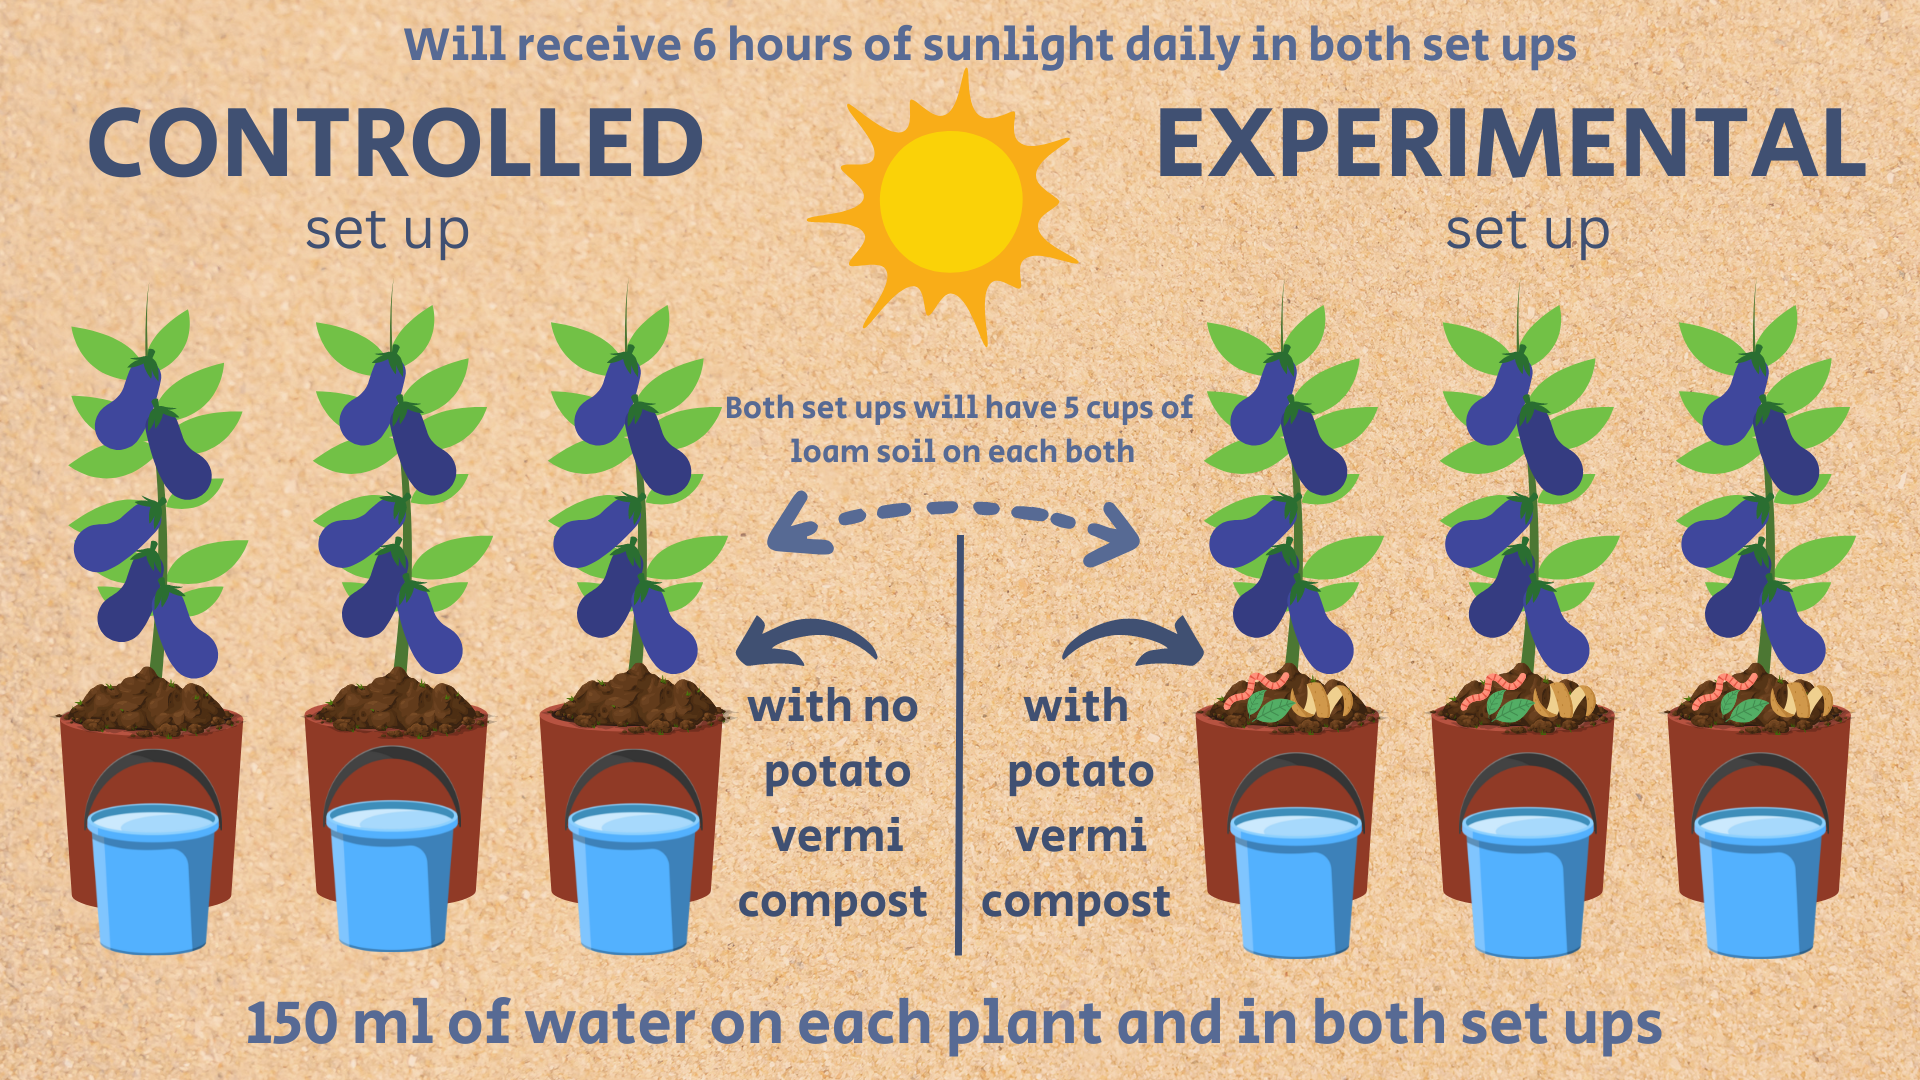 Will receive 6 hours of sunlight daily in both set ups
CONTROLLED
set up
EXPERIMENTAL
set up
Both set ups will have 5 cups of
loam soil on each both
with no
potato
vermi
compost
with
potato
vermi
compost
150 ml of water on each plant and in both set ups